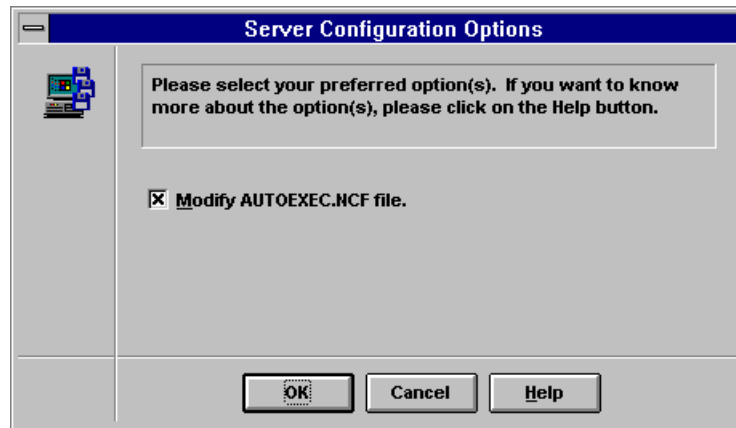 Server Configuration Options
Please select your preferred option(s). If you want to know
more about the option(s), please click on the Help button.
Modify AUTOEXEC.NCF file.
OK Cancel Help